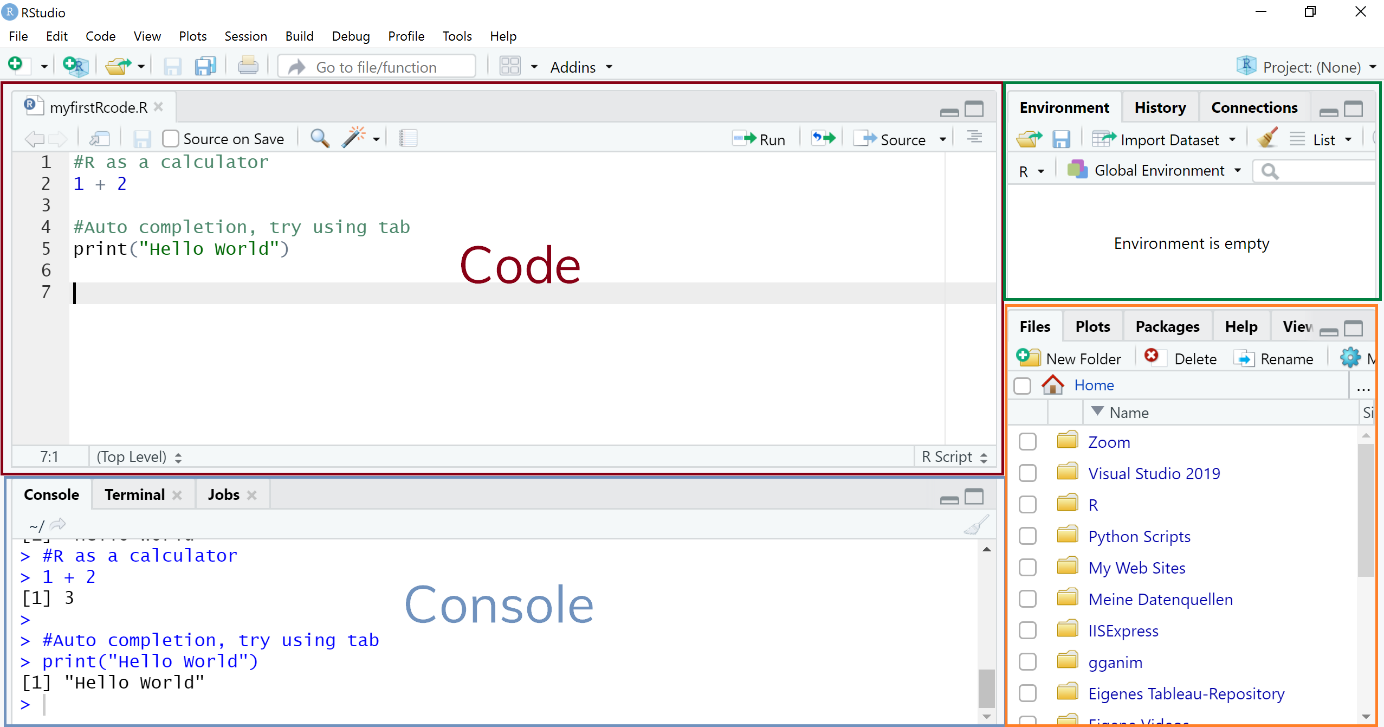 RStudio
File Edit Code View Plots Session Build Debug Profile Tools Help
Go to file/function Addins Project: (None)
myfirstRcode.R
Source on Save Run Source
1 #R as a calculator
2 1 + 2
3
4 #Auto completion, try using tab
5 print("Hello World")
6
7
Code
7:1 (Top Level) R Script
Console Terminal Jobs
~/
> #R as a calculator
> 1 + 2
[1] 3
>
> #Auto completion, try using tab
> print("Hello World")
[1] "Hello World"
>
Console
Environment History Connections
Import Dataset List
R Global Environment
Environment is empty
Files Plots Packages Help View
New Folder Delete Rename M
Home ...
Name Si
Zoom
Visual Studio 2019
R
Python Scripts
My Web Sites
Meine Datenquellen
IISExpress
gganim
Eigenes Tableau-Repository
Eigene Videos